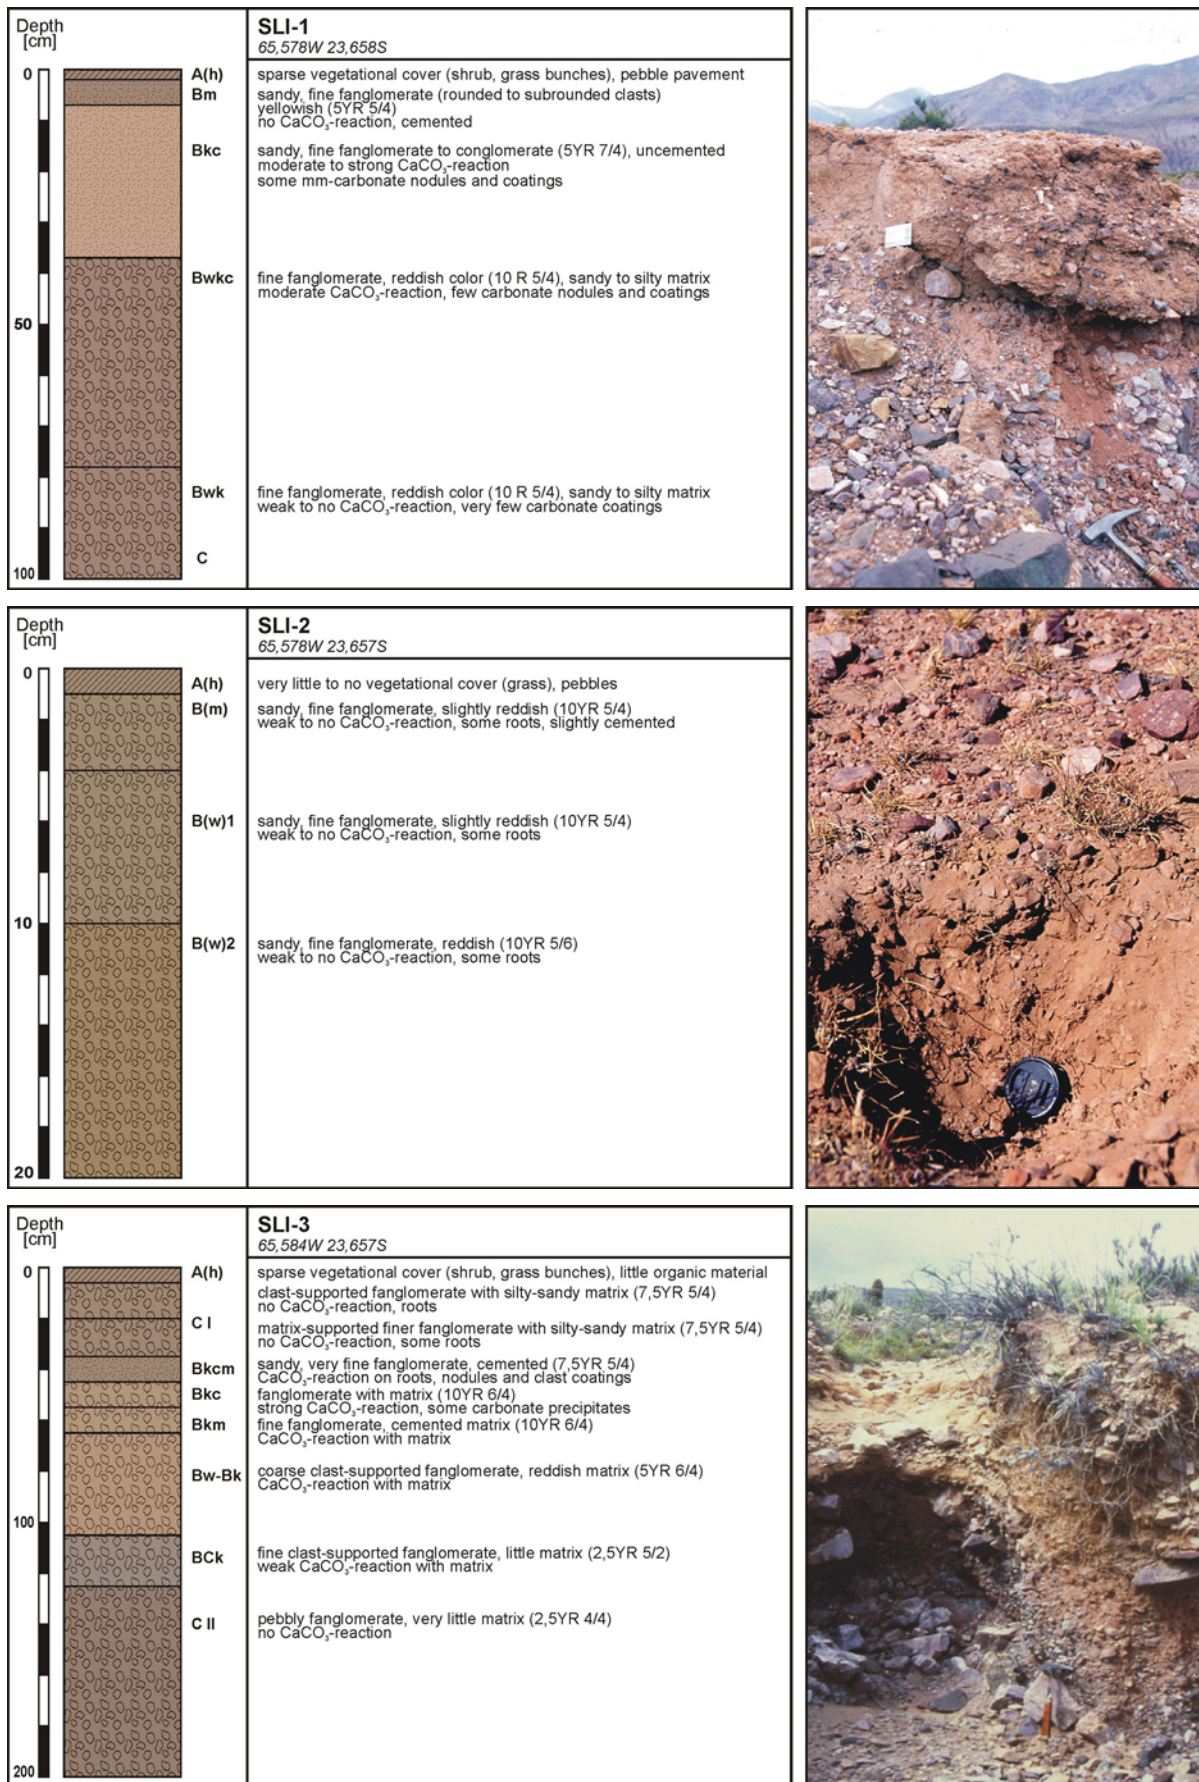 Depth
[cm]
SLI-1
65,578W 23,658S
0
A(h)
sparse vegetational cover (shrub, grass bunches), pebble pavement
Bm
sandy, fine fanglomerate (rounded to subrounded clasts)
yellowish (5YR 5/4)
no CaCO₃-reaction, cemented
Bkc
sandy, fine fanglomerate to conglomerate (5YR 7/4), uncemented
moderate to strong CaCO₃-reaction
some mm-carbonate nodules and coatings
Bwkc
fine fanglomerate, reddish color (10 R 5/4), sandy to silty matrix
moderate CaCO₃-reaction, few carbonate nodules and coatings
50
Bwk
fine fanglomerate, reddish color (10 R 5/4), sandy to silty matrix
weak to no CaCO₃-reaction, very few carbonate coatings
C
100
Depth
[cm]
SLI-2
65,578W 23,657S
0
A(h)
very little to no vegetational cover (grass), pebbles
B(m)
sandy, fine fanglomerate, slightly reddish (10YR 5/4)
weak to no CaCO₃-reaction, some roots, slightly cemented
B(w)1
sandy, fine fanglomerate, slightly reddish (10YR 5/4)
weak to no CaCO₃-reaction, some roots
10
B(w)2
sandy, fine fanglomerate, reddish (10YR 5/6)
weak to no CaCO₃-reaction, some roots
20
Depth
[cm]
SLI-3
65,584W 23,657S
0
A(h)
sparse vegetational cover (shrub, grass bunches), little organic material
clast-supported fanglomerate with silty-sandy matrix (7,5YR 5/4)
no CaCO₃-reaction, roots
C I
matrix-supported finer fanglomerate with silty-sandy matrix (7,5YR 5/4)
no CaCO₃-reaction, some roots
Bkcm
sandy, very fine fanglomerate, cemented (7,5YR 5/4)
CaCO₃-reaction on roots, nodules and clast coatings
Bkc
fanglomerate with matrix (10YR 6/4)
strong CaCO₃-reaction, some carbonate precipitates
Bkm
fine fanglomerate, cemented matrix (10YR 6/4)
CaCO₃-reaction with matrix
Bw-Bk
coarse clast-supported fanglomerate, reddish matrix (5YR 6/4)
CaCO₃-reaction with matrix
100
BCk
fine clast-supported fanglomerate, little matrix (2,5YR 5/2)
weak CaCO₃-reaction with matrix
C II
pebbly fanglomerate, very little matrix (2,5YR 4/4)
no CaCO₃-reaction
200